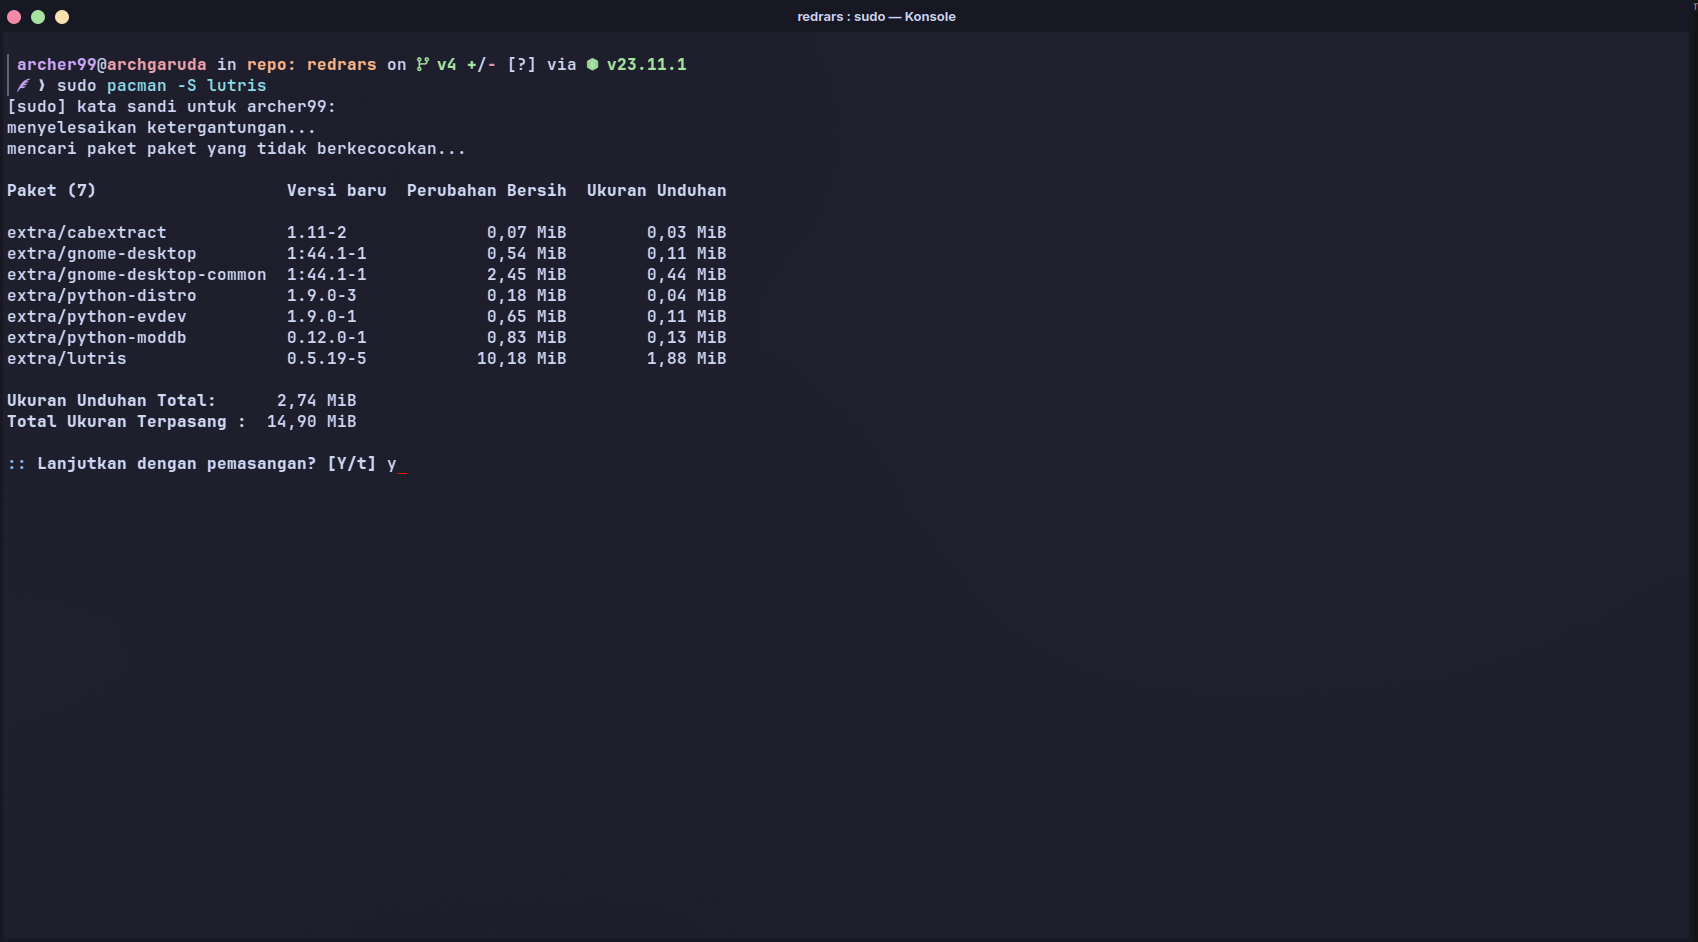 redrars : sudo — Konsole
archer99@archgaruda in repo: redrars on v4 +/- [?] via v23.11.1
❯ sudo pacman -S lutris
[sudo] kata sandi untuk archer99:
menyelesaikan ketergantungan...
mencari paket paket yang tidak berkecocokan...
Paket (7) Versi baru Perubahan Bersih Ukuran Unduhan
extra/cabextract 1.11-2 0,07 MiB 0,03 MiB
extra/gnome-desktop 1:44.1-1 0,54 MiB 0,11 MiB
extra/gnome-desktop-common 1:44.1-1 2,45 MiB 0,44 MiB
extra/python-distro 1.9.0-3 0,18 MiB 0,04 MiB
extra/python-evdev 1.9.0-1 0,65 MiB 0,11 MiB
extra/python-moddb 0.12.0-1 0,83 MiB 0,13 MiB
extra/lutris 0.5.19-5 10,18 MiB 1,88 MiB
Ukuran Unduhan Total: 2,74 MiB
Total Ukuran Terpasang : 14,90 MiB
:: Lanjutkan dengan pemasangan? [Y/t] y_